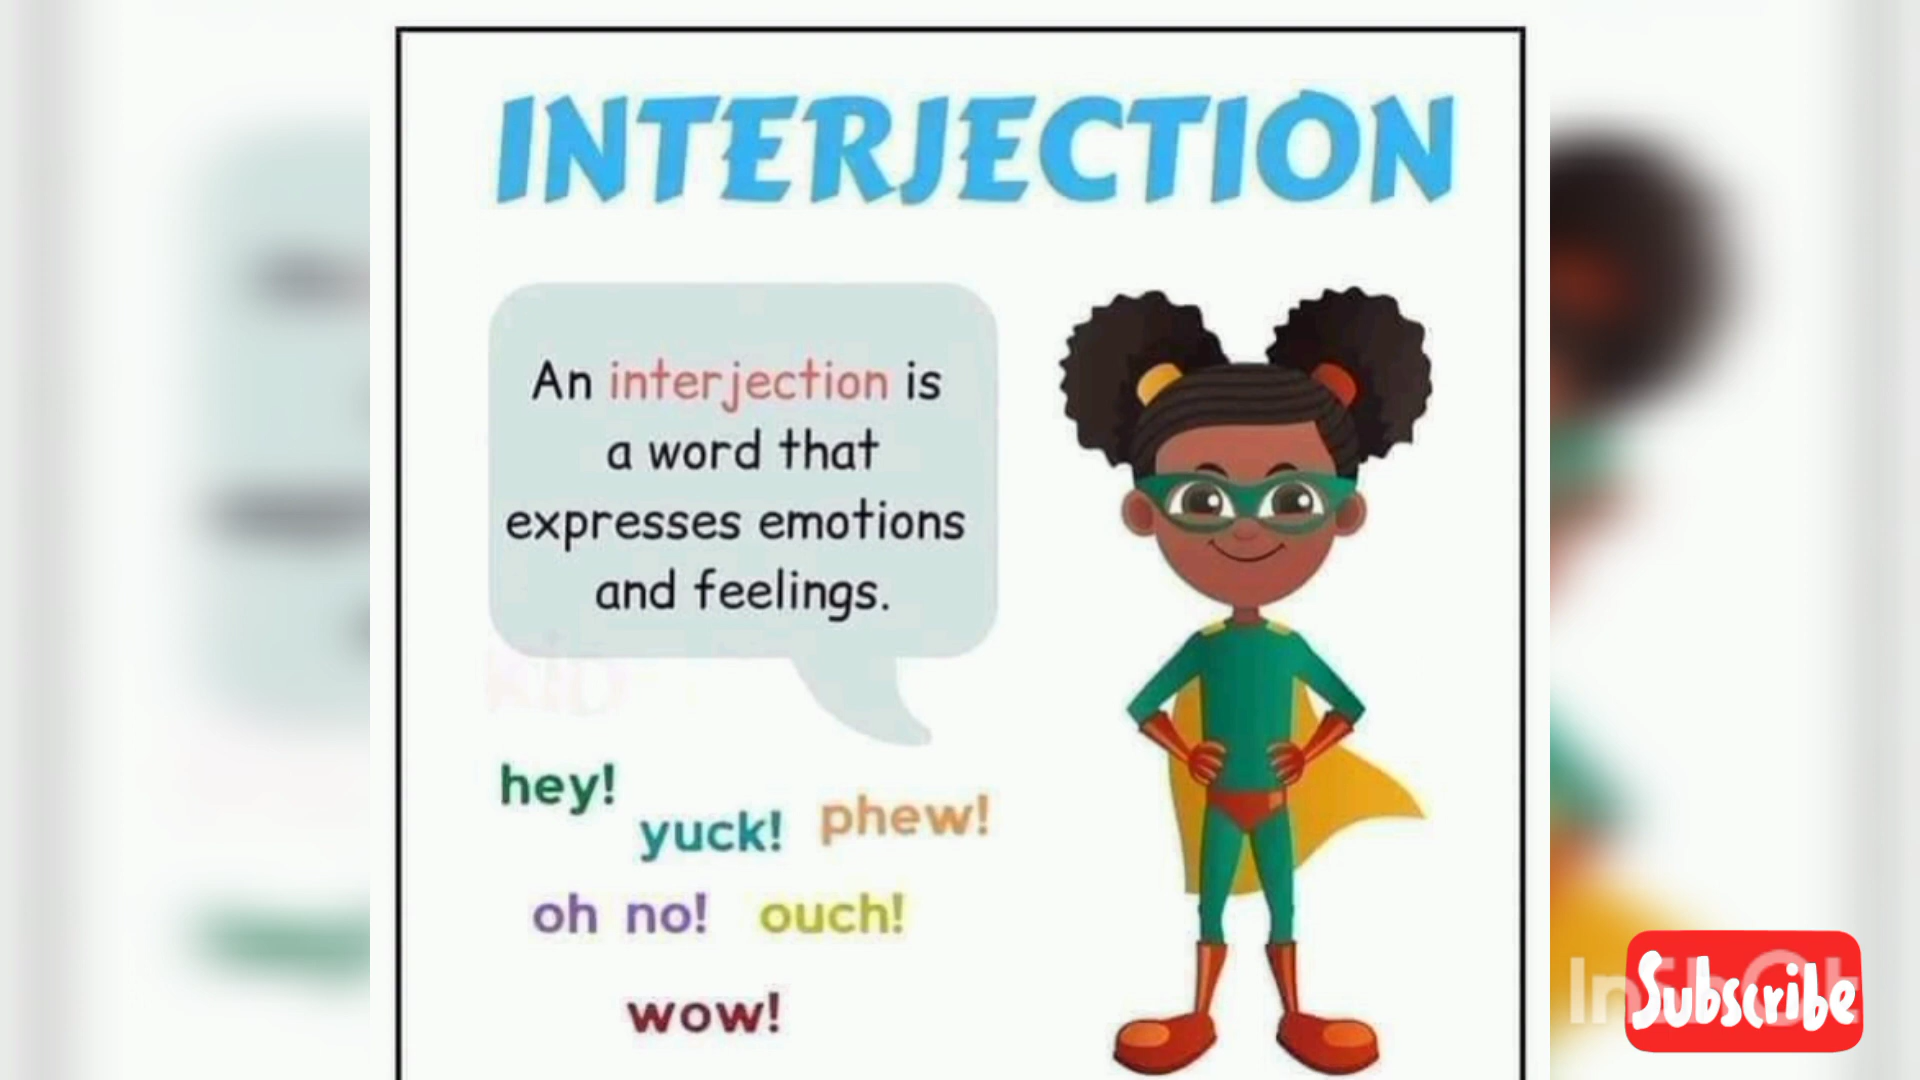 INTERJECTION
An interjection is
a word that
expresses emotions
and feelings.
hey!
yuck!
phew!
oh no!
ouch!
wow!
Subscribe